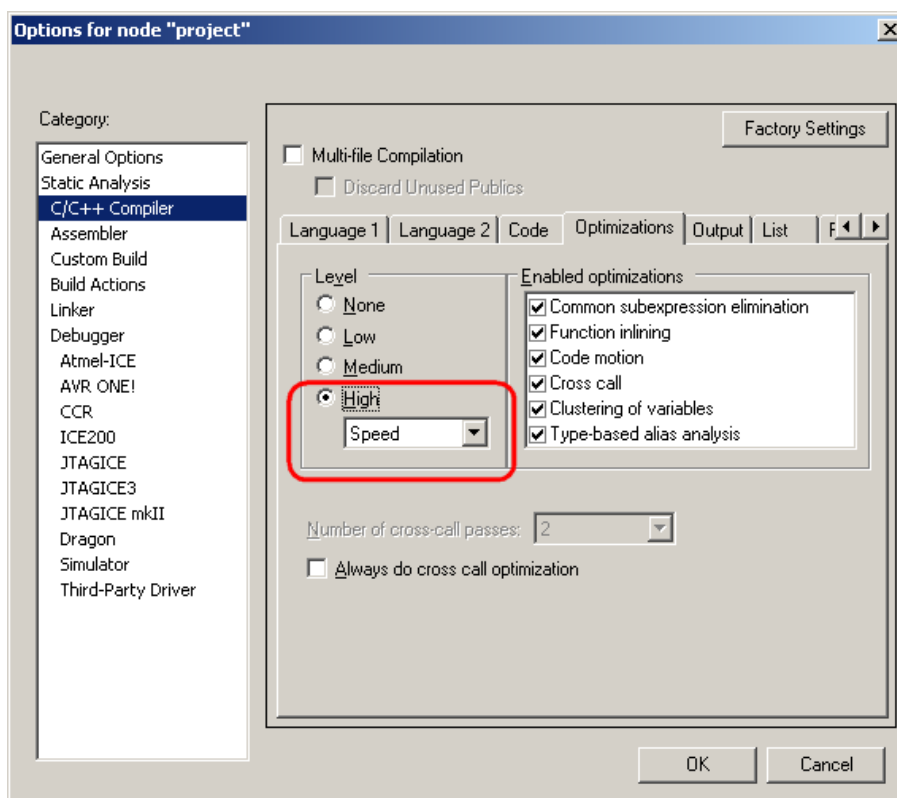 Options for node "project"
Category:
General Options
Static Analysis
C/C++ Compiler
Assembler
Custom Build
Build Actions
Linker
Debugger
Atmel-ICE
AVR ONE!
CCR
ICE200
JTAGICE
JTAGICE3
JTAGICE mkII
Dragon
Simulator
Third-Party Driver
Factory Settings
Multi-file Compilation
Discard Unused Publics
Language 1 Language 2 Code Optimizations Output List
Level
None
Low
Medium
High
Speed
Enabled optimizations
Common subexpression elimination
Function inlining
Code motion
Cross call
Clustering of variables
Type-based alias analysis
Number of cross-call passes: 2
Always do cross call optimization
OK Cancel